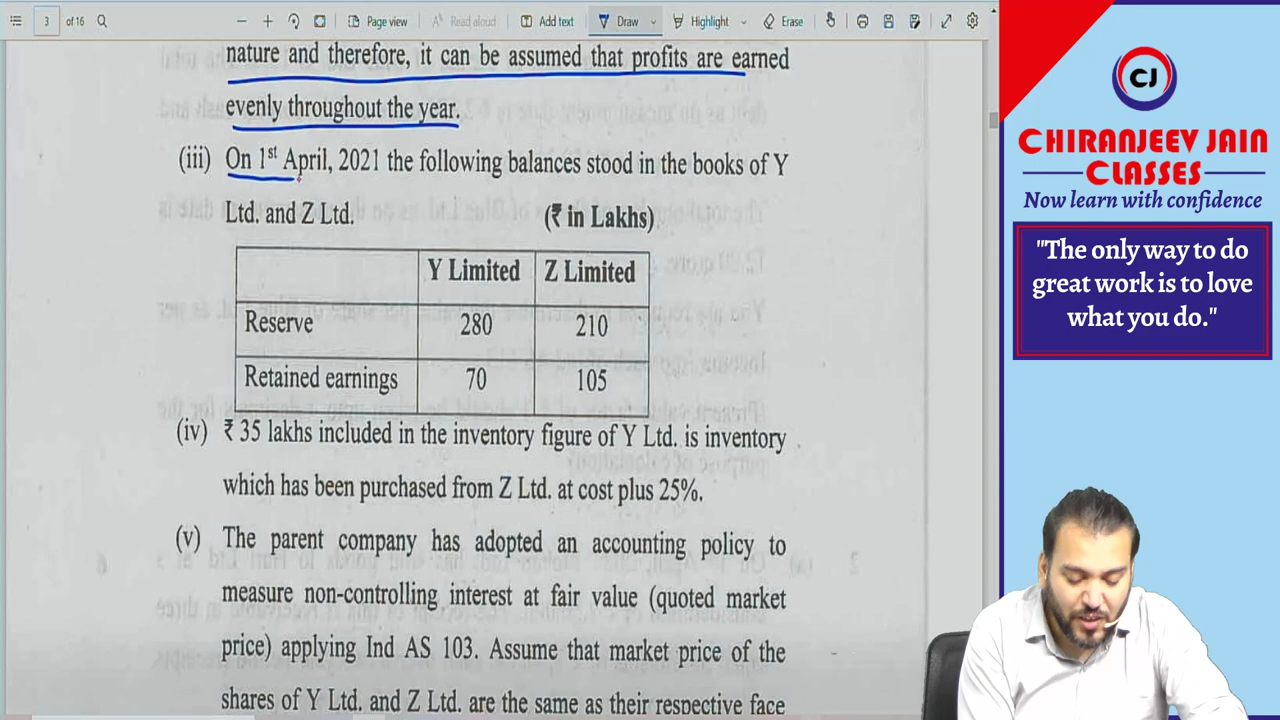 3 of 16 Page view Read aloud Add text Draw Highlight Erase
nature and therefore, it can be assumed that profits are earned
evenly throughout the year.
(iii) On 1st April, 2021 the following balances stood in the books of Y
Ltd. and Z Ltd. (₹ in Lakhs)
Y Limited Z Limited
Reserve 280 210
Retained earnings 70 105
(iv) ₹ 35 lakhs included in the inventory figure of Y Ltd. is inventory
which has been purchased from Z Ltd. at cost plus 25%.
(v) The parent company has adopted an accounting policy to
measure non-controlling interest at fair value (quoted market
price) applying Ind AS 103. Assume that market price of the
shares of Y Ltd. and Z Ltd. are the same as their respective face
CJ
CHIRANJEEV JAIN
CLASSES
Now learn with confidence
"The only way to do
great work is to love
what you do."